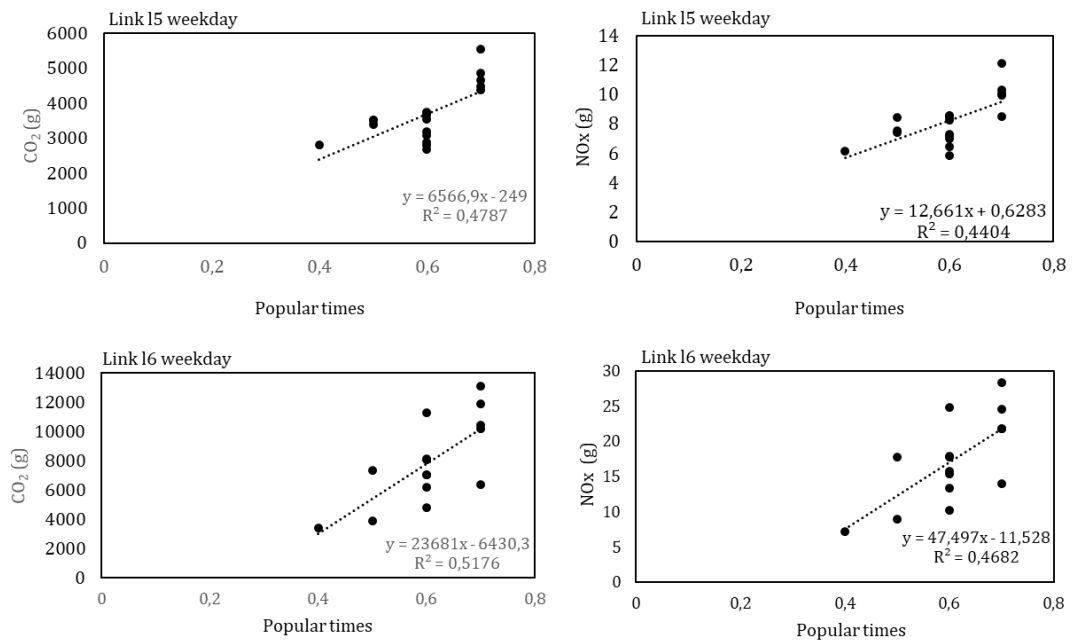 Link l5 weekday
6000
5000
4000
3000
2000
1000
0
CO₂ (g)
y = 6566,9x - 249
R² = 0,4787
0 0,2 0,4 0,6 0,8
Popular times
Link l5 weekday
14
12
10
8
6
4
2
0
NOx (g)
y = 12,661x + 0,6283
R² = 0,4404
0 0,2 0,4 0,6 0,8
Popular times
Link l6 weekday
14000
12000
10000
8000
6000
4000
2000
0
CO₂ (g)
y = 23681x - 6430,3
R² = 0,5176
0 0,2 0,4 0,6 0,8
Popular times
Link l6 weekday
30
25
20
15
10
5
0
NOx (g)
y = 47,497x - 11,528
R² = 0,4682
0 0,2 0,4 0,6 0,8
Popular times